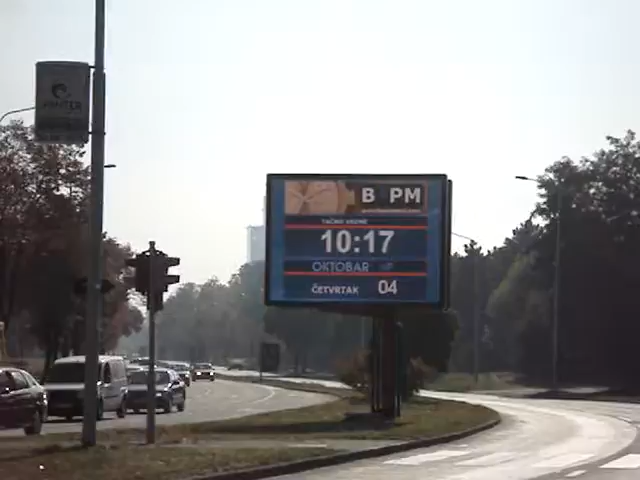 B PM
TAČNO VREME
10:17
OKTOBAR
ČETVRTAK 04